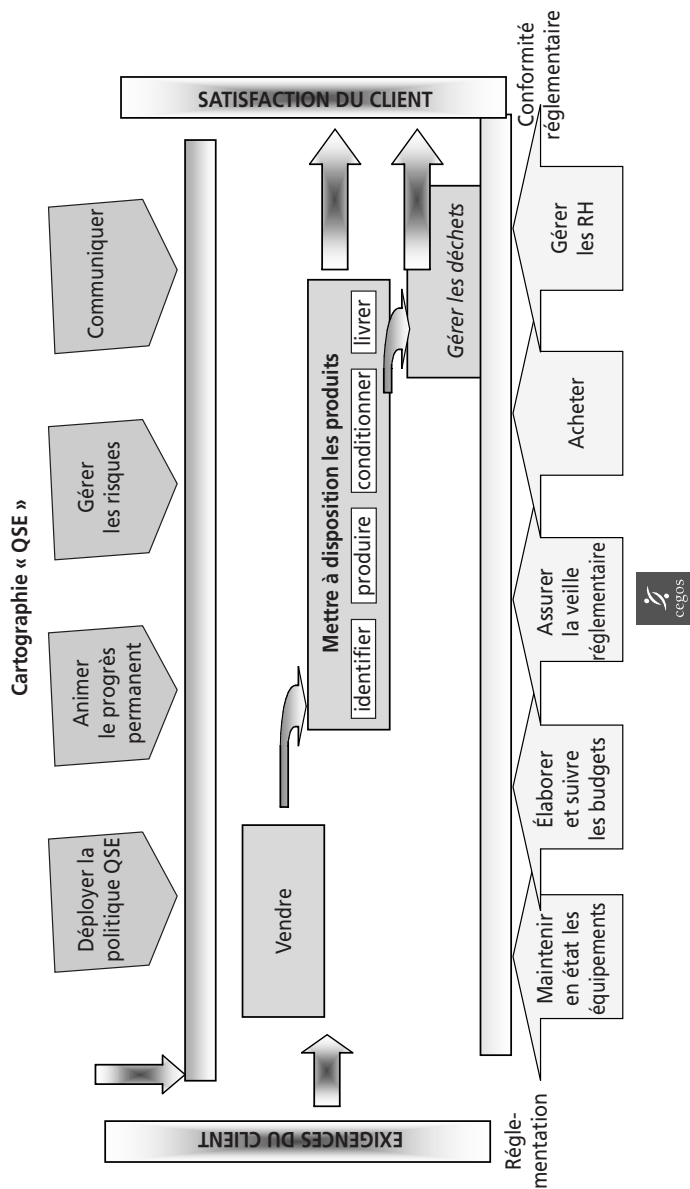 Cartographie « QSE »
Déployer la
politique QSE
Animer
le progrès
permanent
Gérer
les risques
Communiquer
EXIGENCES DU CLIENT
Vendre
Mettre à disposition les produits
identifier
produire
conditionner
livrer
Gérer les déchets
SATISFACTION DU CLIENT
Régle-
mentation
Maintenir
en état les
équipements
Élaborer
et suivre
les budgets
Assurer
la veille
réglementaire
Acheter
Gérer
les RH
Conformité
réglementaire
cegos